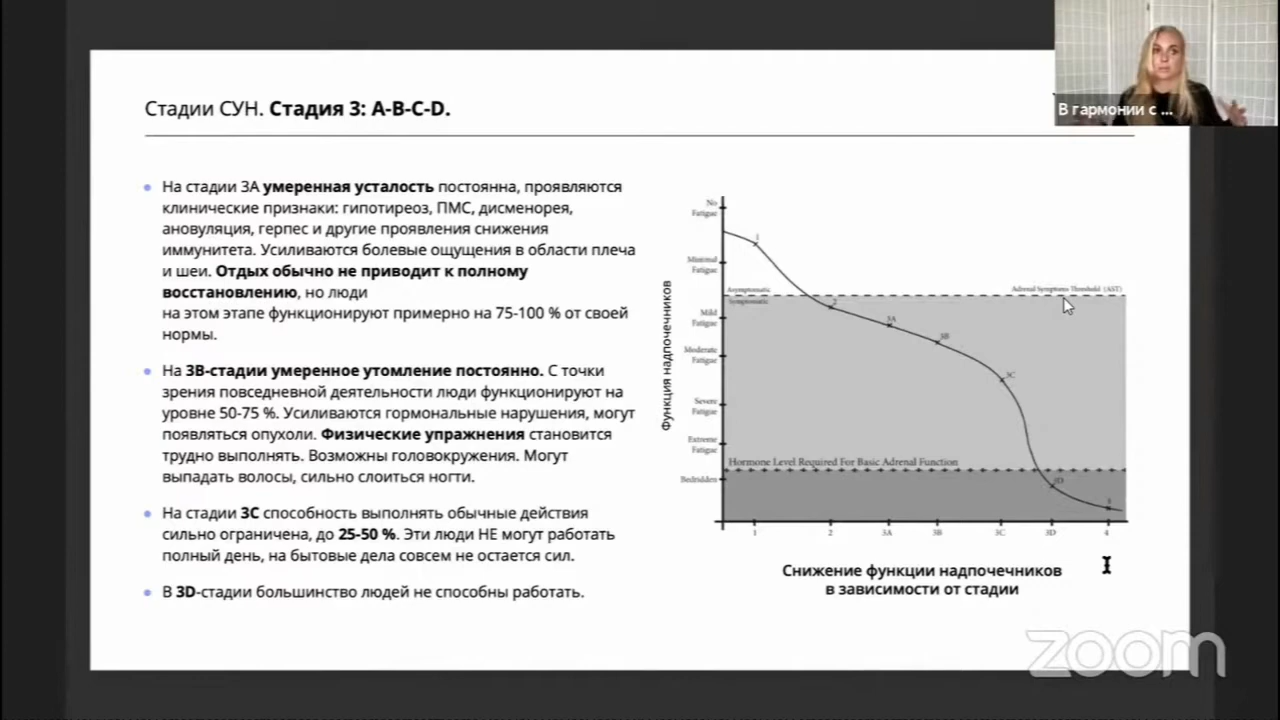 В гармонии с ...
Стадии СУН. Стадия 3: A-B-C-D.
• На стадии 3А умеренная усталость постоянна, проявляются
клинические признаки: гипотиреоз, ПМС, дисменорея,
ановуляция, герпес и другие проявления снижения
иммунитета. Усиливаются болевые ощущения в области плеча
и шеи. Отдых обычно не приводит к полному
восстановлению, но люди
на этом этапе функционируют примерно на 75-100 % от своей
нормы.
• На 3В-стадии умеренное утомление постоянно. С точки
зрения повседневной деятельности люди функционируют на
уровне 50-75 %. Усиливаются гормональные нарушения, могут
появляться опухоли. Физические упражнения становится
трудно выполнять. Возможны головокружения. Могут
выпадать волосы, сильно слоиться ногти.
• На стадии 3С способность выполнять обычные действия
сильно ограничена, до 25-50 %. Эти люди НЕ могут работать
полный день, на бытовые дела совсем не остается сил.
• В 3D-стадии большинство людей не способны работать.
Функция надпочечников
No
Fatigue
Minimal
Fatigue
Mild
Fatigue
Moderate
Fatigue
Severe
Fatigue
Extreme
Fatigue
Bedridden
Asymptomatic
Symptomatic
Adrenal Symptoms Threshold (AST)
Hormone Level Required For Basic Adrenal Function
1
2
3A
3B
3C
3D
1
2
3A
3B
3C
3D
4
Снижение функции надпочечников
в зависимости от стадии
zoom